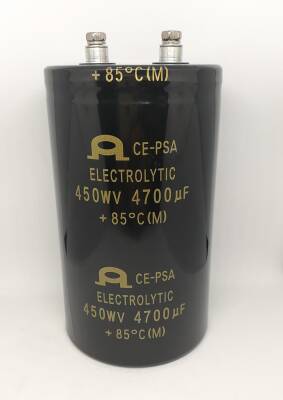 +85°C(M)
CE-PSA
ELECTROLYTIC
450WV 4700µF
+85°C(M)
CE-PSA
ELECTROLYTIC
450WV 4700µF
+85°C(M)